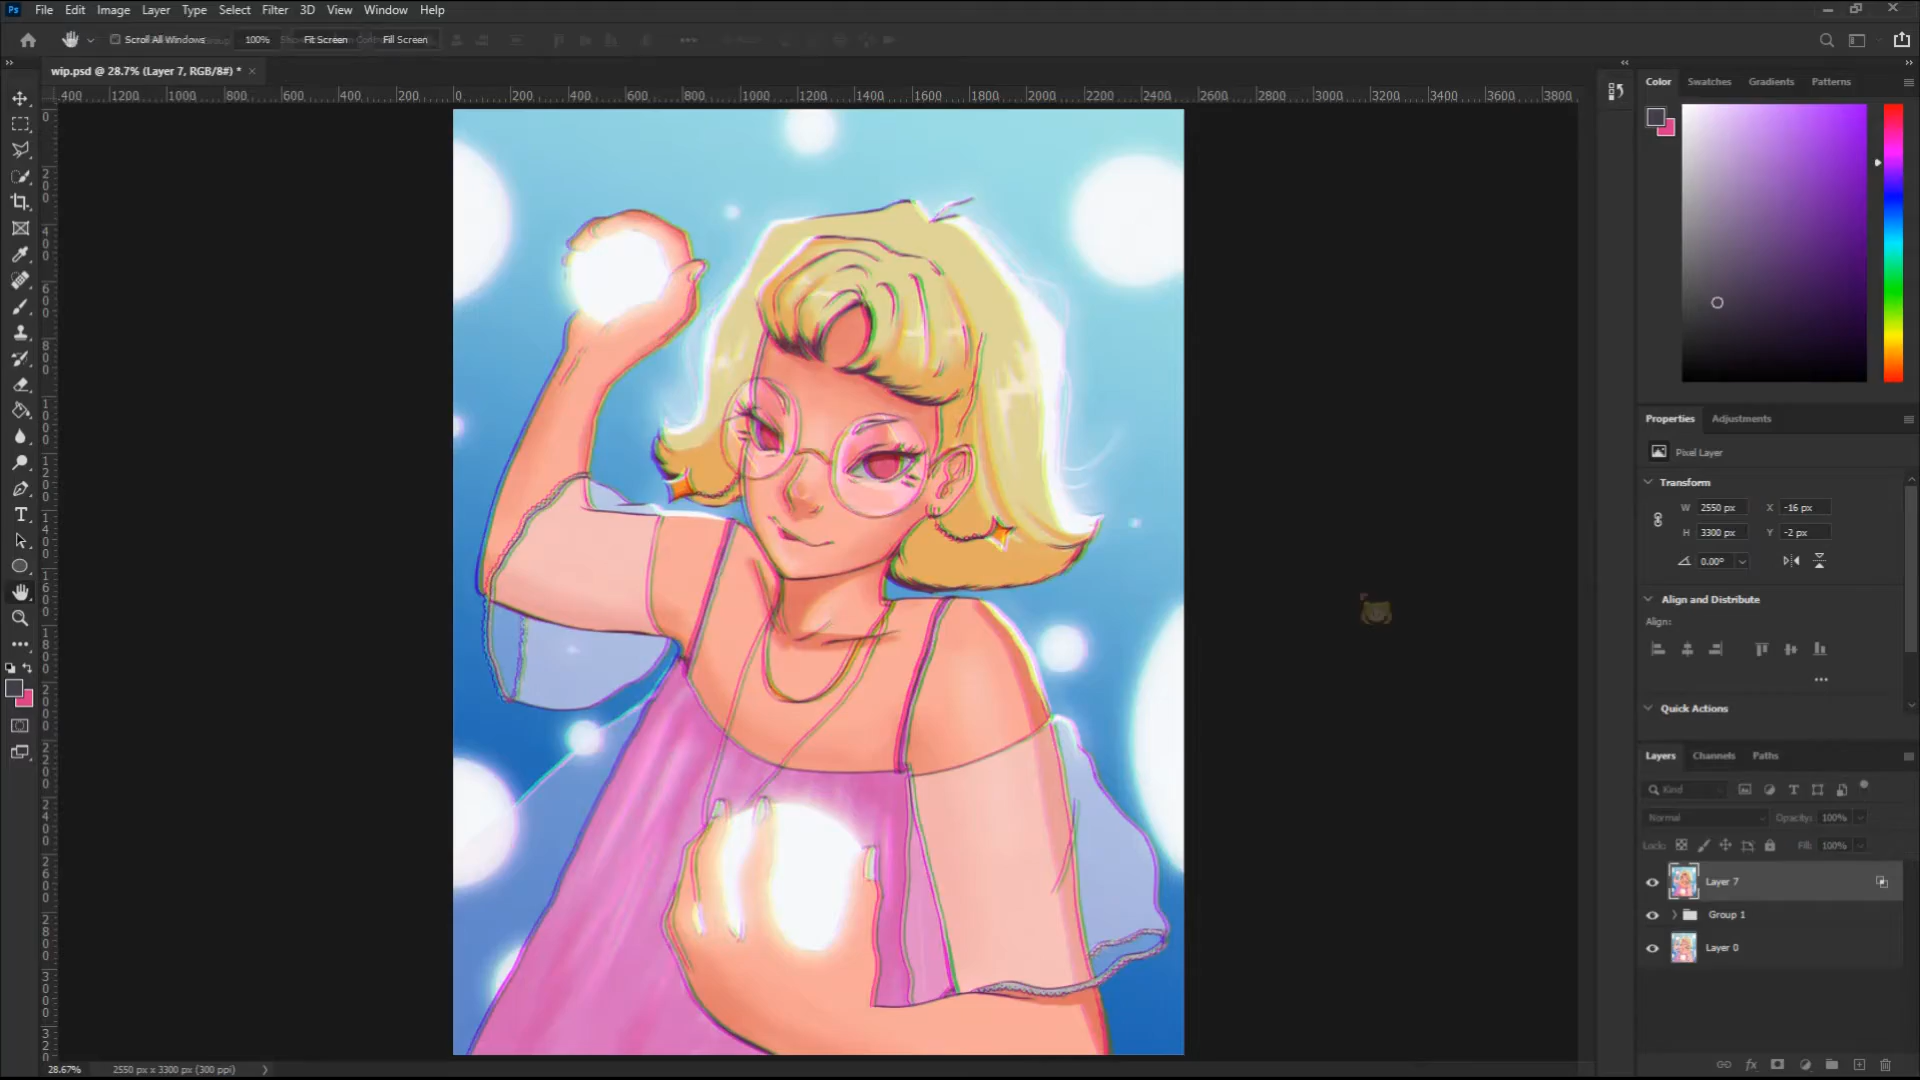 Ps File Edit Image Layer Type Select Filter 3D View Window Help
Scroll All Windows 100% Fit Screen Fill Screen
wip.psd @ 28.7% (Layer 7, RGB/8#) * ×
400 1200 1000 800 600 400 200 0 200 400 600 800 1000 1200 1400 1600 1800 2000 2200 2400 2600 2800 3000 3200 3400 3600 3800
Color Swatches Gradients Patterns
Properties Adjustments
Pixel Layer
Transform
W 2550 px X -16 px
H 3300 px Y -2 px
0.00°
Align and Distribute
Align:
Quick Actions
Layers Channels Paths
Kind
Normal Opacity: 100%
Lock: Fill: 100%
Layer 7
Group 1
Layer 0
28.67% 2550 px x 3300 px (300 ppi)